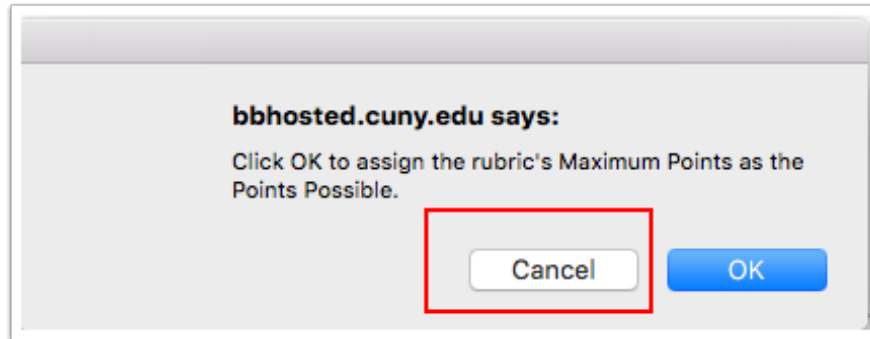 bbhosted.cuny.edu says:
Click OK to assign the rubric's Maximum Points as the
Points Possible.
Cancel OK